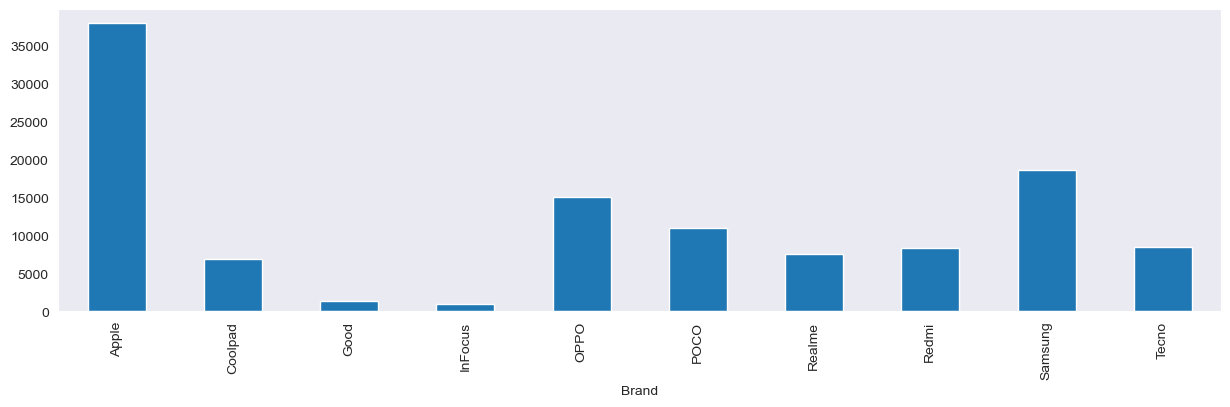 35000
30000
25000
20000
15000
10000
5000
0
Apple
Coolpad
Good
InFocus
OPPO
POCO
Realme
Redmi
Samsung
Tecno
Brand